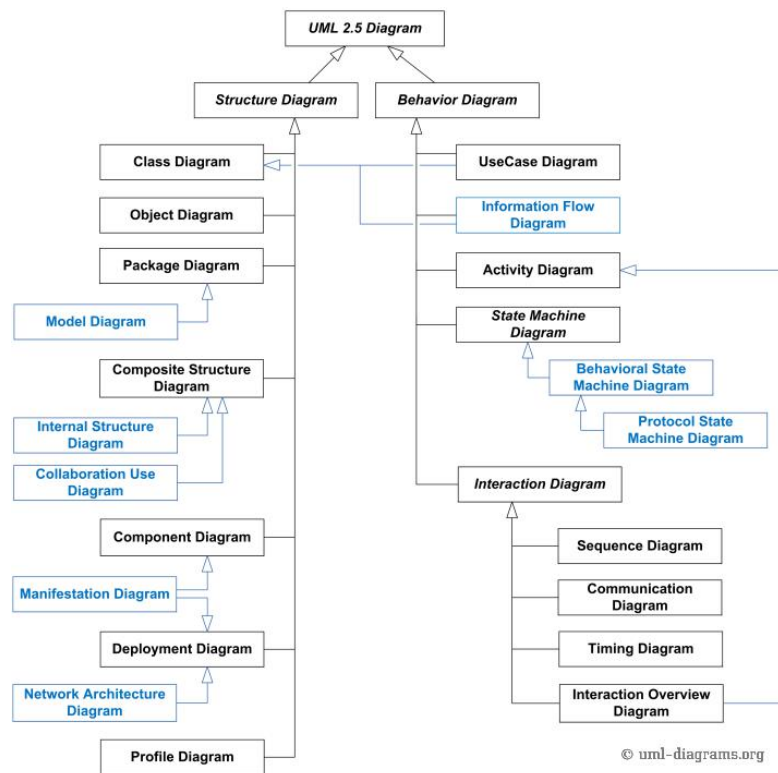 UML 2.5 Diagram
Structure Diagram
Behavior Diagram
Class Diagram
UseCase Diagram
Object Diagram
Information Flow
Diagram
Package Diagram
Activity Diagram
Model Diagram
State Machine
Diagram
Composite Structure
Diagram
Behavioral State
Machine Diagram
Internal Structure
Diagram
Protocol State
Machine Diagram
Collaboration Use
Diagram
Interaction Diagram
Component Diagram
Sequence Diagram
Manifestation Diagram
Communication
Diagram
Deployment Diagram
Timing Diagram
Network Architecture
Diagram
Interaction Overview
Diagram
Profile Diagram
© uml-diagrams.org